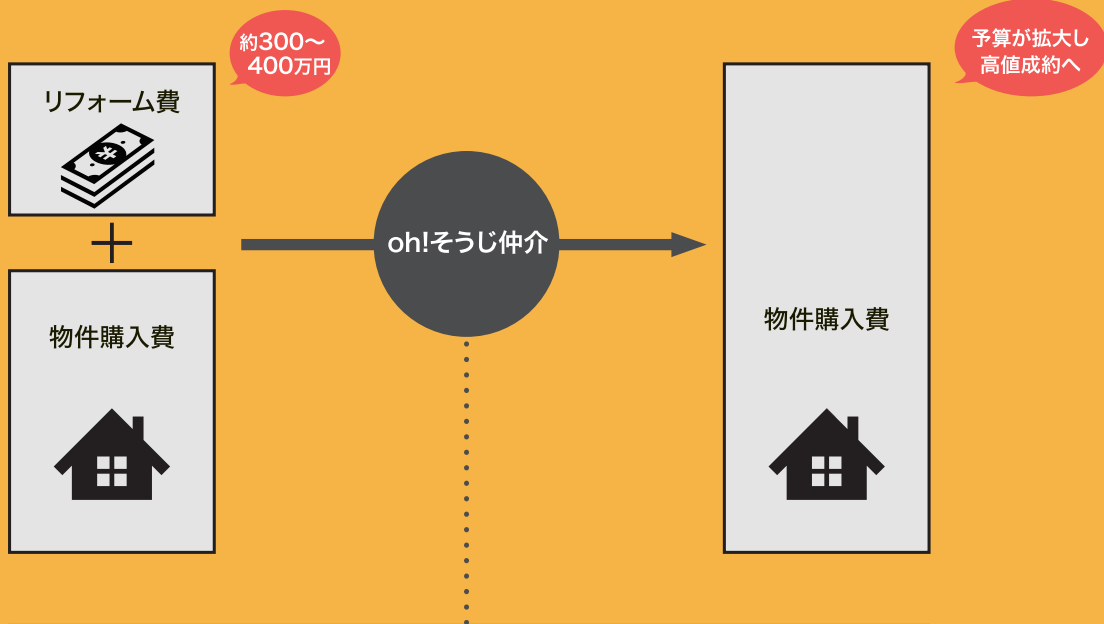 約300〜
400万円
リフォーム費
物件購入費
oh!そうじ仲介
予算が拡大し
高値成約へ
物件購入費